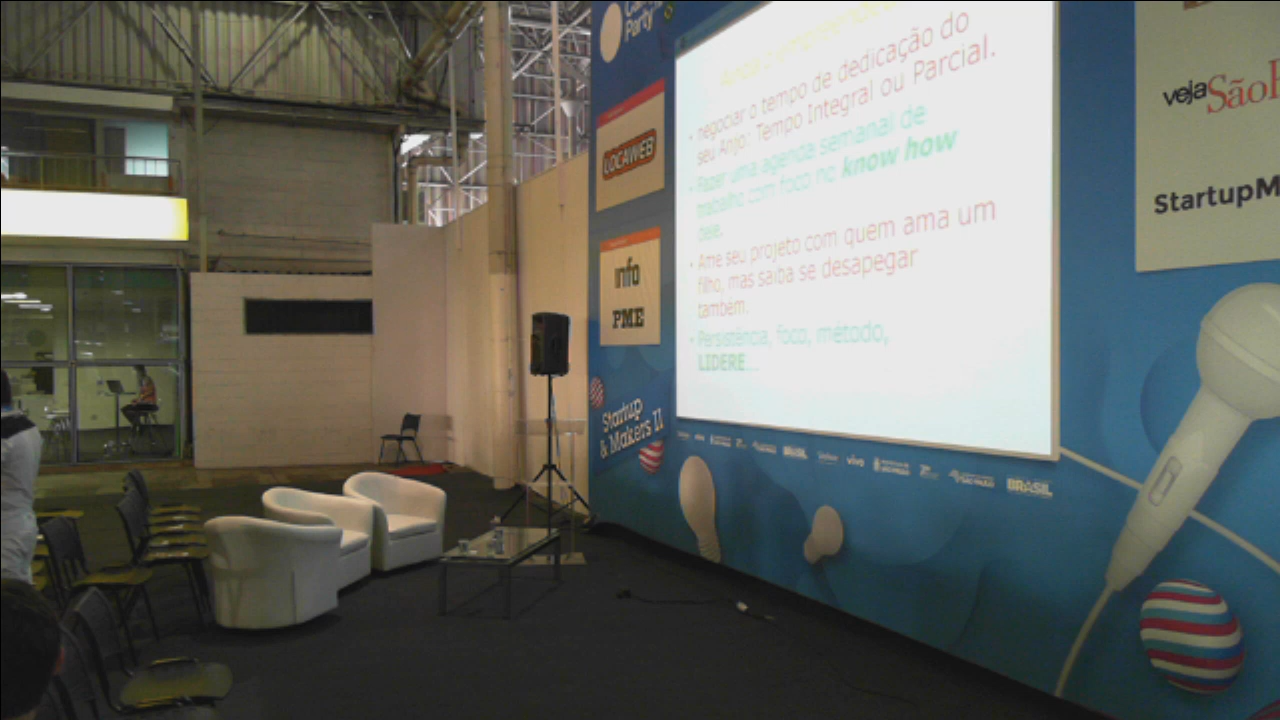 Party
negociar o tempo de dedicação do
seu Anjo: Tempo Integral ou Parcial.
Fazer uma agenda semanal de
trabalho com foco no know how
dele.
Ame seu projeto com quem ama um
filho, mas saiba se desapegar
também.
Persistência, foco, método,
LIDERE...
LOCAWEB
info
PME
Startup
& Makers II
veja São
StartupM
vivo
BRASIL